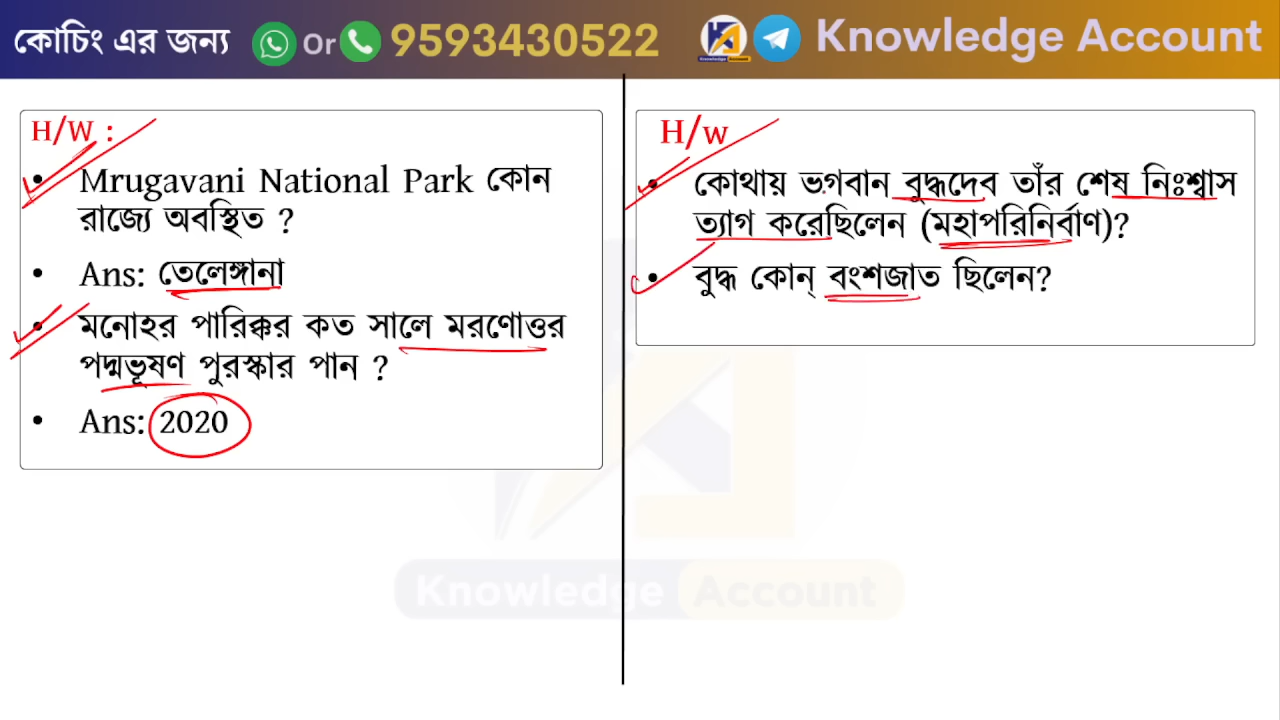 কোচিং এর জন্য Or 9593430522 Knowledge Account
H/W :
• Mrugavani National Park কোন
রাজ্যে অবস্থিত ?
• Ans: তেলেঙ্গানা
• মনোহর পারিক্কর কত সালে মরণোত্তর
পদ্মভূষণ পুরস্কার পান ?
• Ans: 2020
H/w
• কোথায় ভগবান বুদ্ধদেব তাঁর শেষ নিঃশ্বাস
ত্যাগ করেছিলেন (মহাপরিনির্বাণ)?
• বুদ্ধ কোন্ বংশজাত ছিলেন?
Knowledge Account